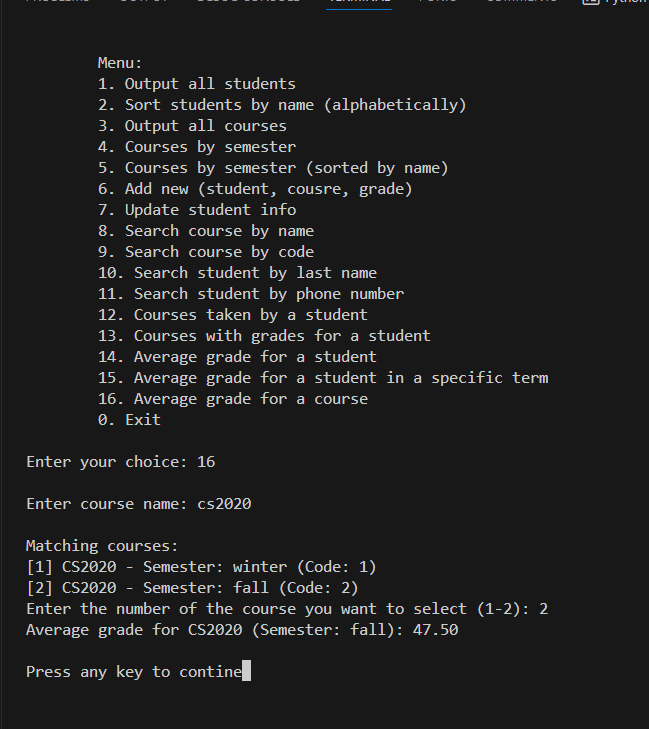 TERMINAL
Python
Menu:
1. Output all students
2. Sort students by name (alphabetically)
3. Output all courses
4. Courses by semester
5. Courses by semester (sorted by name)
6. Add new (student, cousre, grade)
7. Update student info
8. Search course by name
9. Search course by code
10. Search student by last name
11. Search student by phone number
12. Courses taken by a student
13. Courses with grades for a student
14. Average grade for a student
15. Average grade for a student in a specific term
16. Average grade for a course
0. Exit
Enter your choice: 16
Enter course name: cs2020
Matching courses:
[1] CS2020 - Semester: winter (Code: 1)
[2] CS2020 - Semester: fall (Code: 2)
Enter the number of the course you want to select (1-2): 2
Average grade for CS2020 (Semester: fall): 47.50
Press any key to contine